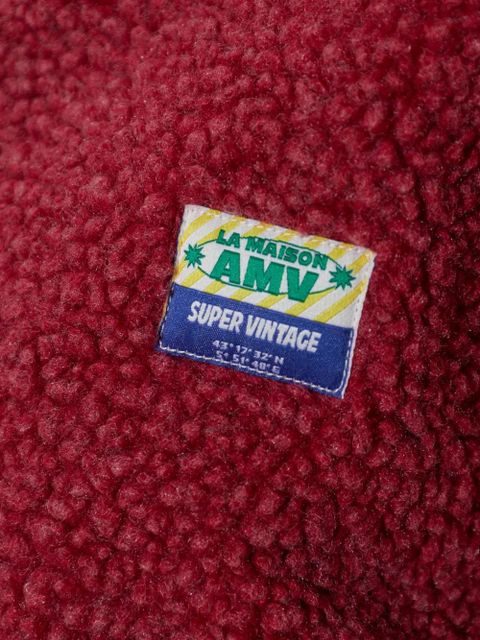 LA MAISON
AMV
SUPER VINTAGE
43° 17' 32" N
5° 51' 48" E